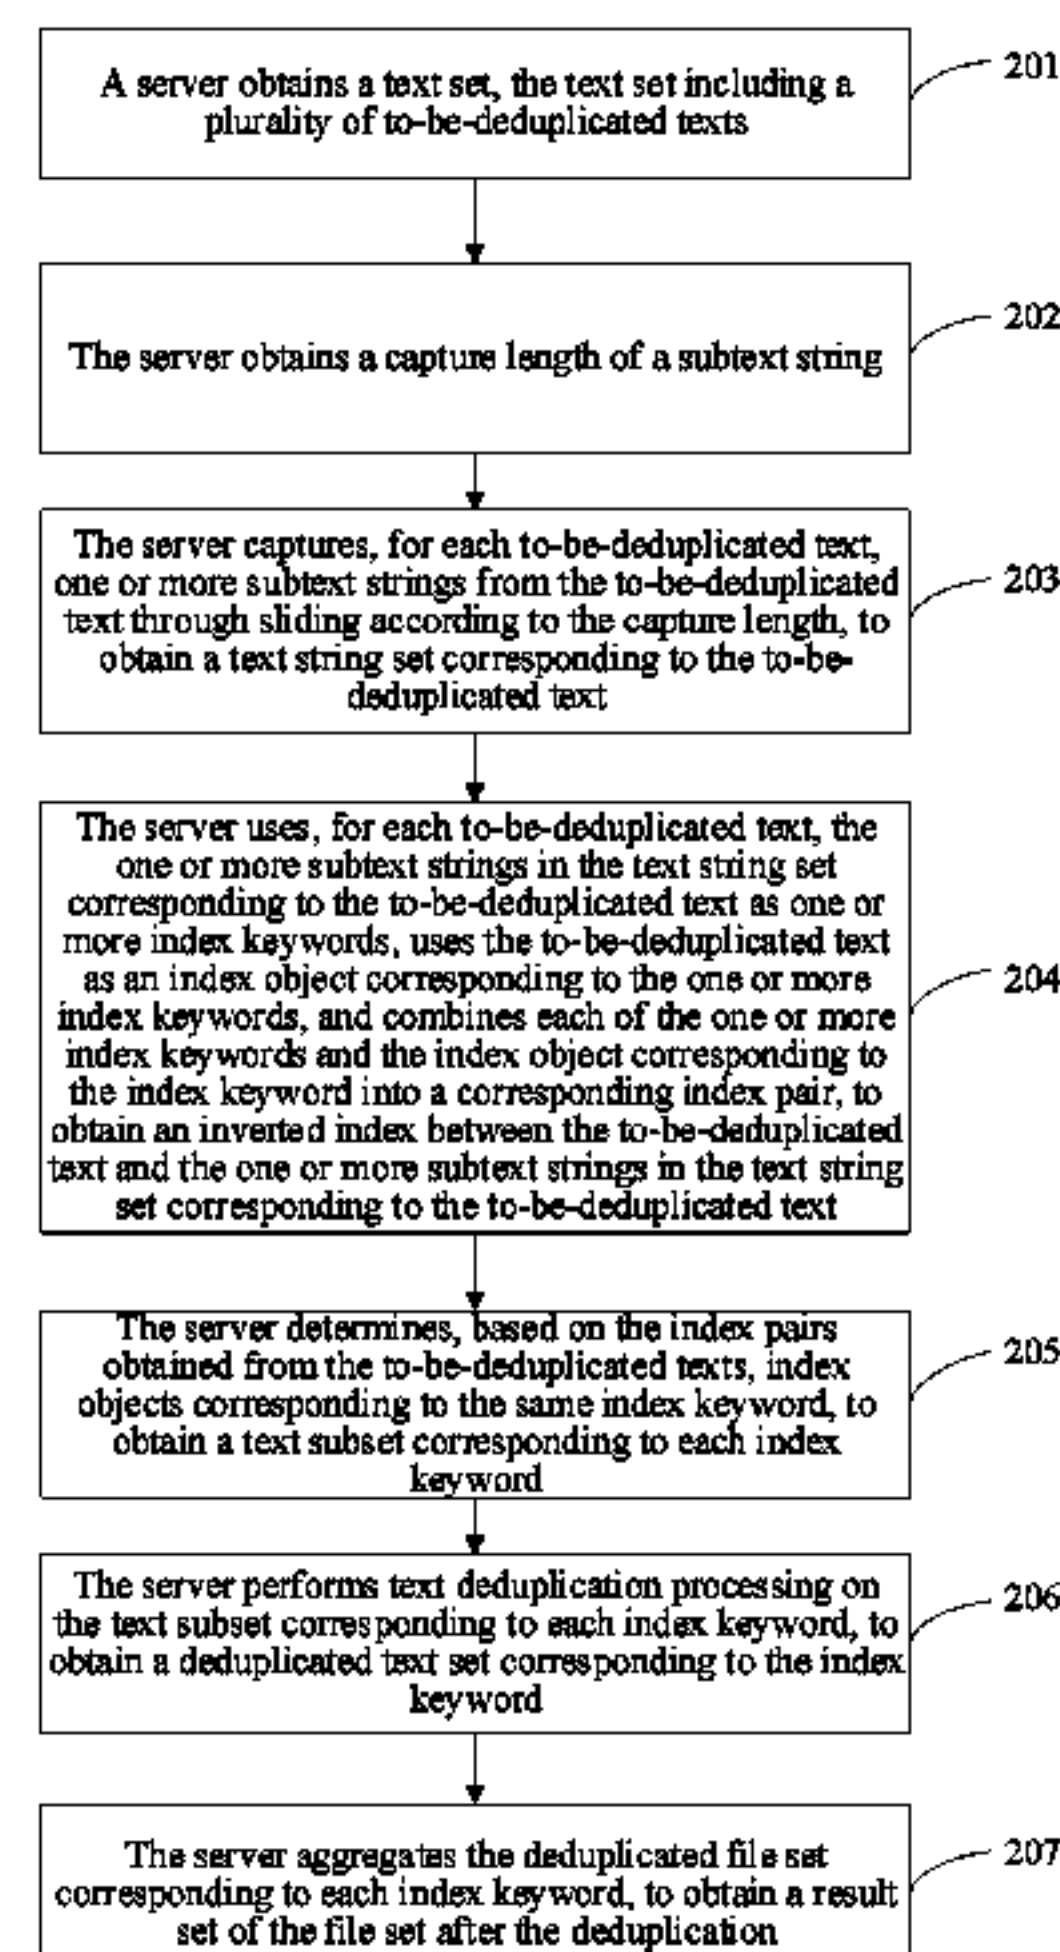 A server obtains a text set, the text set including a
plurality of to-be-deduplicated texts
201
The server obtains a capture length of a subtext string
202
The server captures, for each to-be-deduplicated text,
one or more subtext strings from the to-be-deduplicated
text through sliding according to the capture length, to
obtain a text string set corresponding to the to-be-
deduplicated text
203
The server uses, for each to-be-deduplicated text, the
one or more subtext strings in the text string set
corresponding to the to-be-deduplicated text as one or
more index keywords, uses the to-be-deduplicated text
as an index object corresponding to the one or more
index keywords, and combines each of the one or more
index keywords and the index object corresponding to
the index keyword into a corresponding index pair, to
obtain an inverted index between the to-be-deduplicated
text and the one or more subtext strings in the text string
set corresponding to the to-be-deduplicated text
204
The server determines, based on the index pairs
obtained from the to-be-deduplicated texts, index
objects corresponding to the same index keyword, to
obtain a text subset corresponding to each index
keyword
205
The server performs text deduplication processing on
the text subset corresponding to each index keyword, to
obtain a deduplicated text set corresponding to the index
keyword
206
The server aggregates the deduplicated file set
corresponding to each index keyword, to obtain a result
set of the file set after the deduplication
207